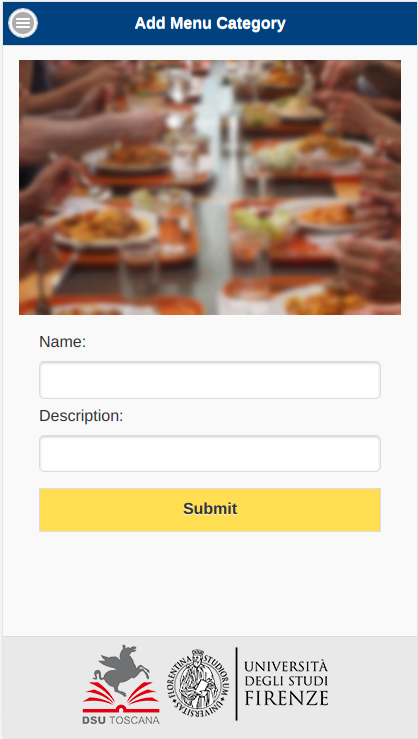 Add Menu Category
Name:
Description:
Submit
DSU TOSCANA
FLORENTINA STUDIORUM UNIVERSITAS
UNIVERSITÀ
DEGLI STUDI
FIRENZE